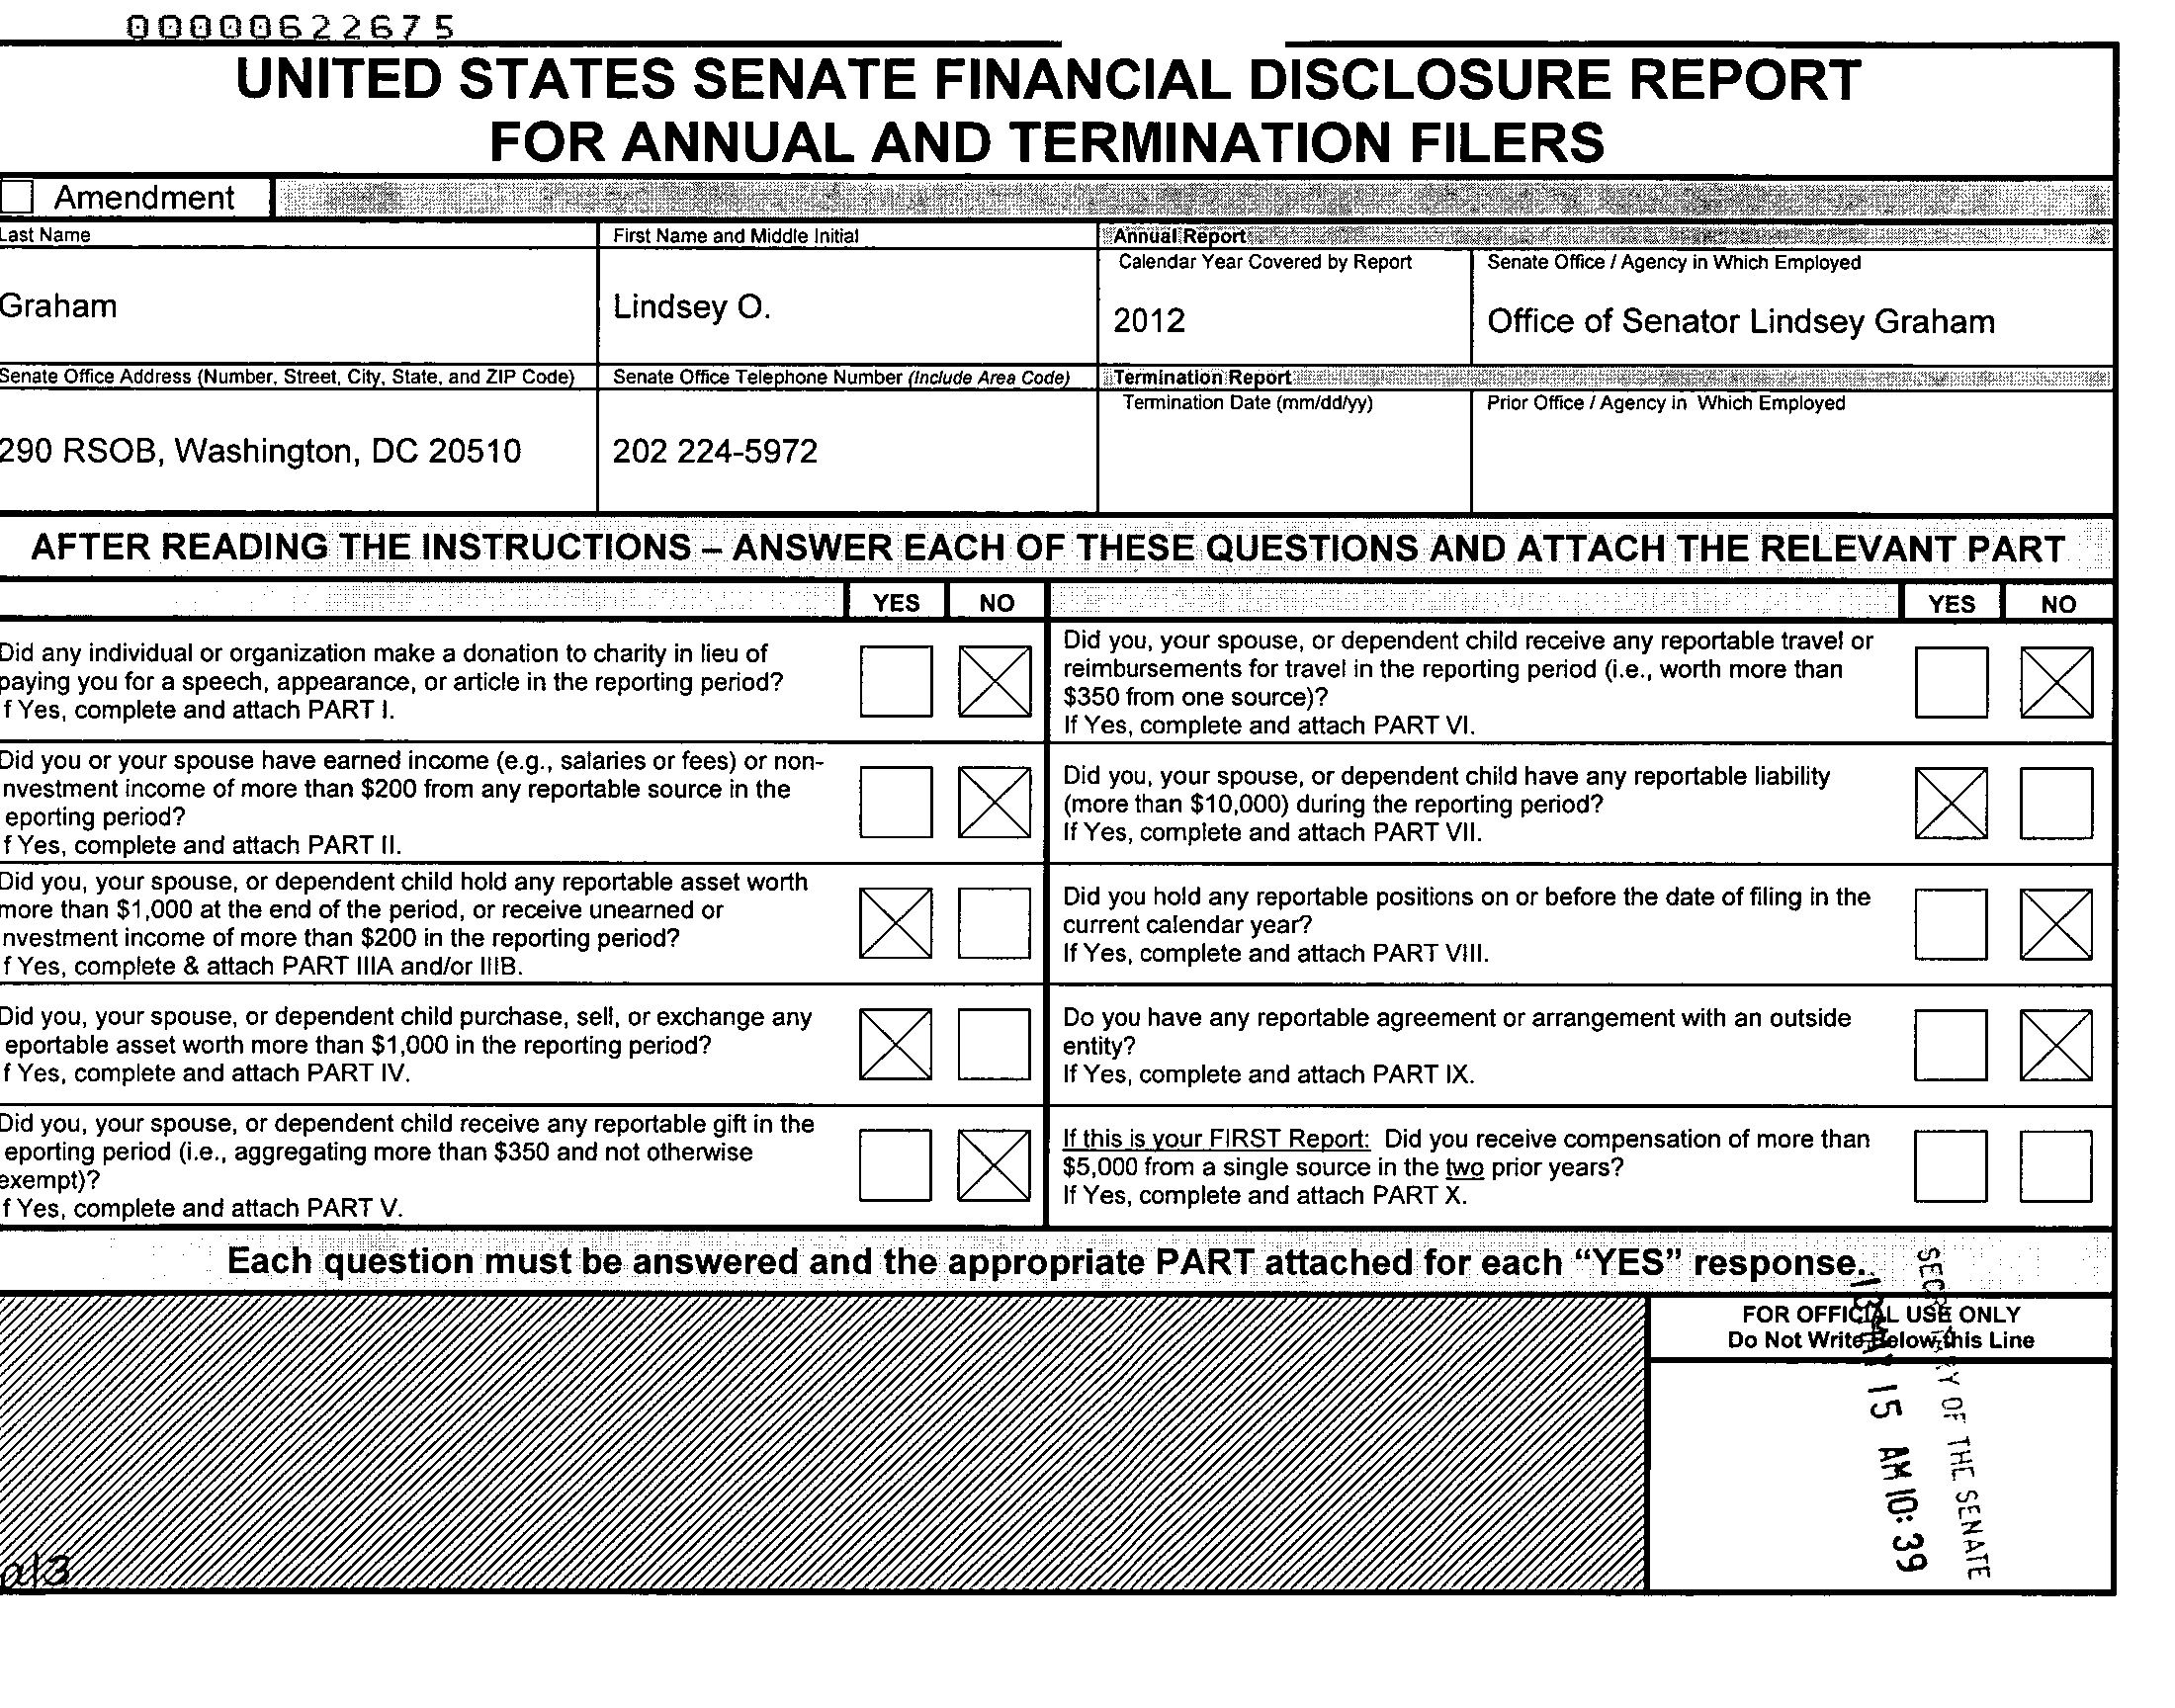 00000622675
UNITED STATES SENATE FINANCIAL DISCLOSURE REPORT
FOR ANNUAL AND TERMINATION FILERS
Amendment
Last Name
First Name and Middle Initial
Annual Report
Calendar Year Covered by Report
Senate Office / Agency in Which Employed
Graham
Lindsey O.
2012
Office of Senator Lindsey Graham
Senate Office Address (Number, Street, City, State, and ZIP Code)
Senate Office Telephone Number (Include Area Code)
Termination Report
Termination Date (mm/dd/yy)
Prior Office / Agency in Which Employed
290 RSOB, Washington, DC 20510
202 224-5972
AFTER READING THE INSTRUCTIONS – ANSWER EACH OF THESE QUESTIONS AND ATTACH THE RELEVANT PART
YES NO
YES NO
Did any individual or organization make a donation to charity in lieu of
paying you for a speech, appearance, or article in the reporting period?
f Yes, complete and attach PART I.
Did you, your spouse, or dependent child receive any reportable travel or
reimbursements for travel in the reporting period (i.e., worth more than
$350 from one source)?
If Yes, complete and attach PART VI.
Did you or your spouse have earned income (e.g., salaries or fees) or non-
nvestment income of more than $200 from any reportable source in the
eporting period?
f Yes, complete and attach PART II.
Did you, your spouse, or dependent child have any reportable liability
(more than $10,000) during the reporting period?
If Yes, complete and attach PART VII.
Did you, your spouse, or dependent child hold any reportable asset worth
more than $1,000 at the end of the period, or receive unearned or
nvestment income of more than $200 in the reporting period?
f Yes, complete & attach PART IIIA and/or IIIB.
Did you hold any reportable positions on or before the date of filing in the
current calendar year?
If Yes, complete and attach PART VIII.
Did you, your spouse, or dependent child purchase, sell, or exchange any
eportable asset worth more than $1,000 in the reporting period?
f Yes, complete and attach PART IV.
Do you have any reportable agreement or arrangement with an outside
entity?
If Yes, complete and attach PART IX.
Did you, your spouse, or dependent child receive any reportable gift in the
eporting period (i.e., aggregating more than $350 and not otherwise
exempt)?
f Yes, complete and attach PART V.
If this is your FIRST Report: Did you receive compensation of more than
$5,000 from a single source in the two prior years?
If Yes, complete and attach PART X.
Each question must be answered and the appropriate PART attached for each “YES” response.
FOR OFFICIAL USE ONLY
Do Not Write Below this Line
SECRETARY OF THE SENATE
15 AM 10: 39